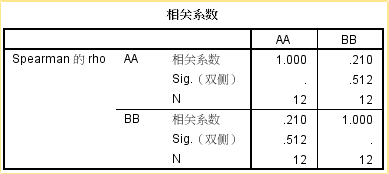 相关系数
AA BB
Spearman 的 rho AA 相关系数 1.000 .210
Sig.（双侧） . .512
N 12 12
BB 相关系数 .210 1.000
Sig.（双侧） .512 .
N 12 12